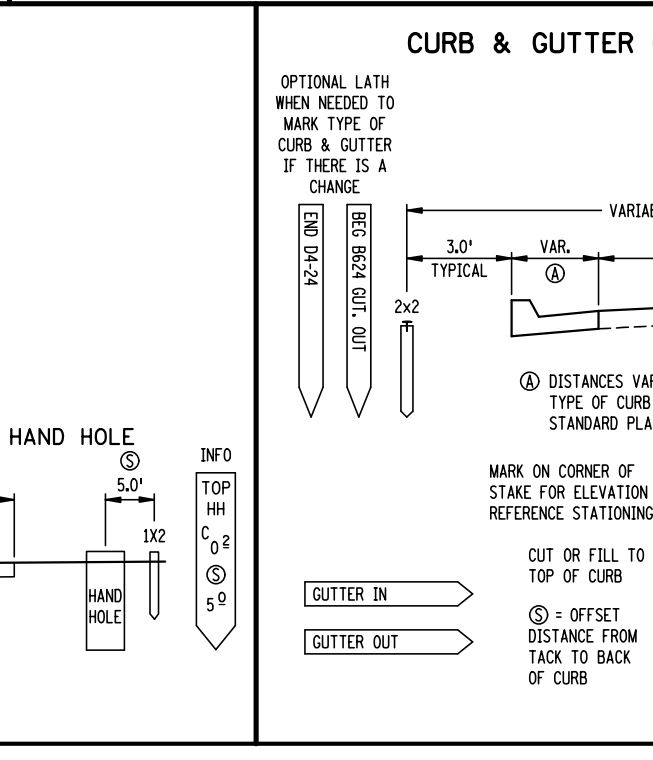 HAND HOLE
Ⓢ
5.0'
1X2
HAND
HOLE
INFO
TOP
HH
C 0 2
Ⓢ
5 0
CURB & GUTTER
OPTIONAL LATH
WHEN NEEDED TO
MARK TYPE OF
CURB & GUTTER
IF THERE IS A
CHANGE
END D4-24
BEG B624 GUT. OUT
3.0'
TYPICAL
VAR.
Ⓐ
2x2
Ⓐ DISTANCES
TYPE OF CURB
STANDARD
MARK ON CORNER OF
STAKE FOR ELEVATION
REFERENCE STATIONING
CUT OR FILL TO
TOP OF CURB
GUTTER IN
GUTTER OUT
Ⓢ = OFFSET
DISTANCE FROM
TACK TO BACK
OF CURB